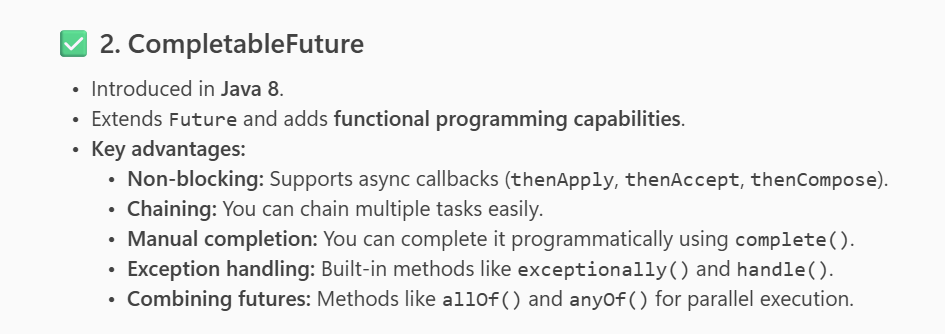 ✅ 2. CompletableFuture
• Introduced in Java 8.
• Extends Future and adds functional programming capabilities.
• Key advantages:
• Non-blocking: Supports async callbacks (thenApply, thenAccept, thenCompose).
• Chaining: You can chain multiple tasks easily.
• Manual completion: You can complete it programmatically using complete().
• Exception handling: Built-in methods like exceptionally() and handle().
• Combining futures: Methods like allOf() and anyOf() for parallel execution.